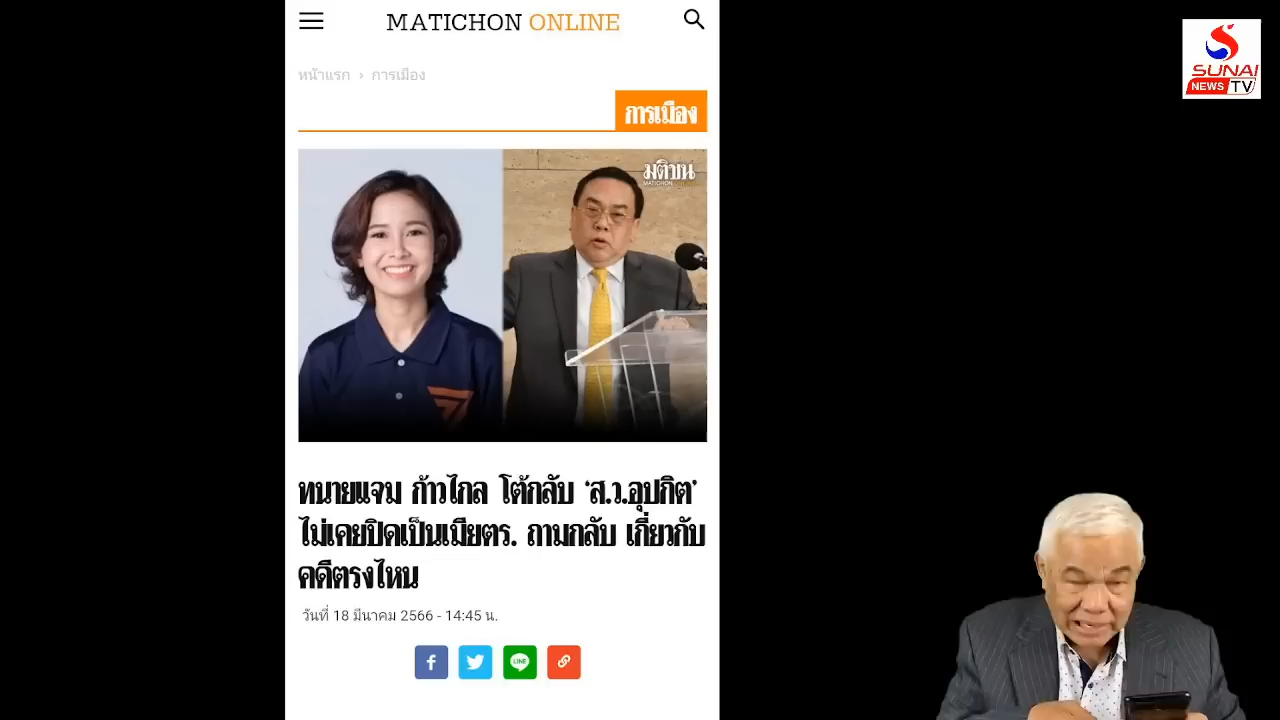 MATICHON ONLINE
SUNAI
NEWS TV
หน้าแรก › การเมือง
การเมือง
มติชน
MATICHON ONLINE
ทนายแจม ก้าวไกล โต้กลับ ‘ส.ว.อุปกิต’
ไม่เคยปิดเป็นเมียตร. ถามกลับ เกี่ยวกับ
คดีตรงไหน
วันที่ 18 มีนาคม 2566 - 14:45 น.
LINE